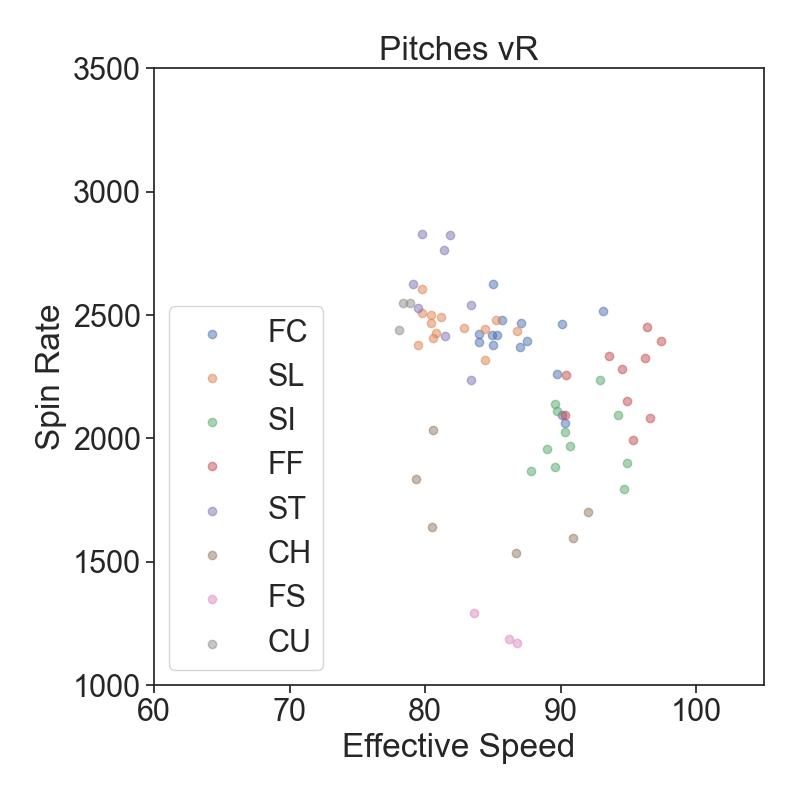 Pitches vR
3500
3000
2500
2000
1500
1000
Spin Rate
FC
SL
SI
FF
ST
CH
FS
CU
60 70 80 90 100
Effective Speed